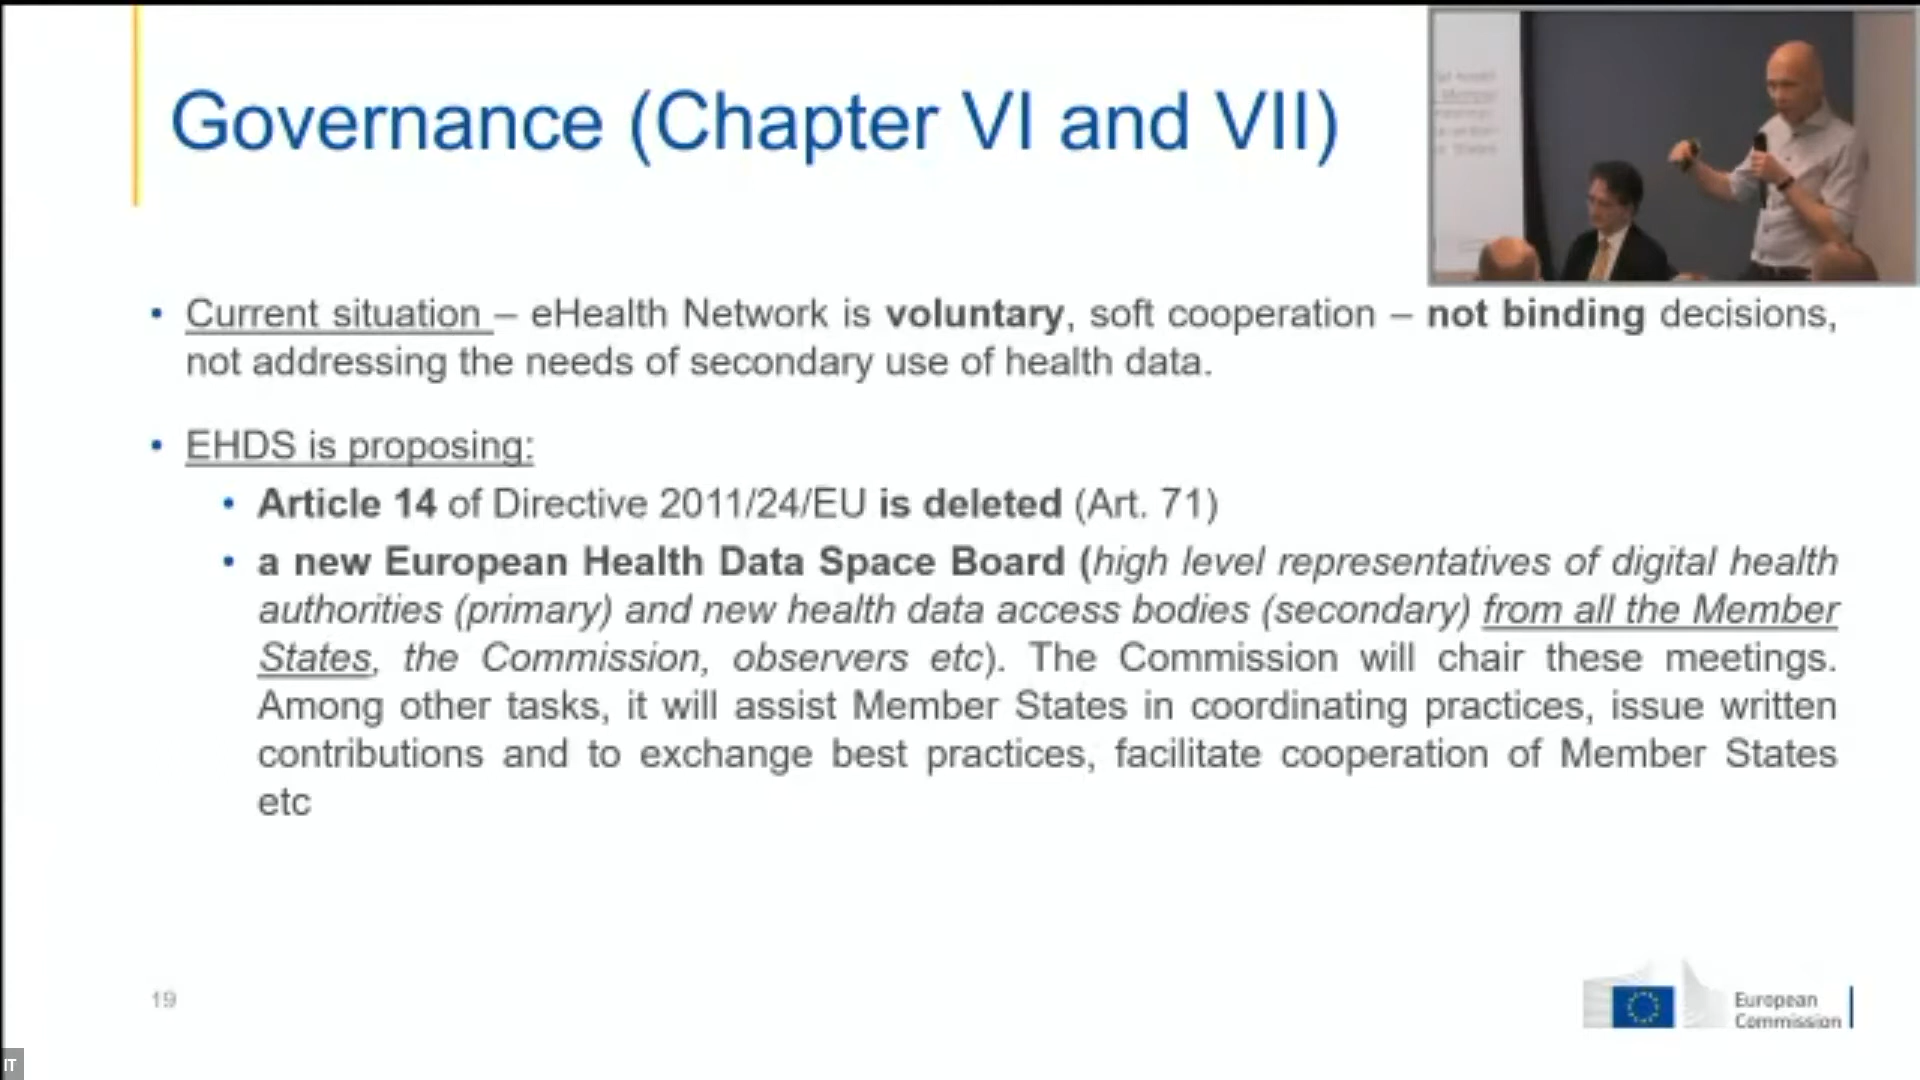 Governance (Chapter VI and VII)
• Current situation – eHealth Network is voluntary, soft cooperation – not binding decisions,
not addressing the needs of secondary use of health data.
• EHDS is proposing:
• Article 14 of Directive 2011/24/EU is deleted (Art. 71)
• a new European Health Data Space Board (high level representatives of digital health
authorities (primary) and new health data access bodies (secondary) from all the Member
States, the Commission, observers etc). The Commission will chair these meetings.
Among other tasks, it will assist Member States in coordinating practices, issue written
contributions and to exchange best practices, facilitate cooperation of Member States
etc
19
European
Commission
IT